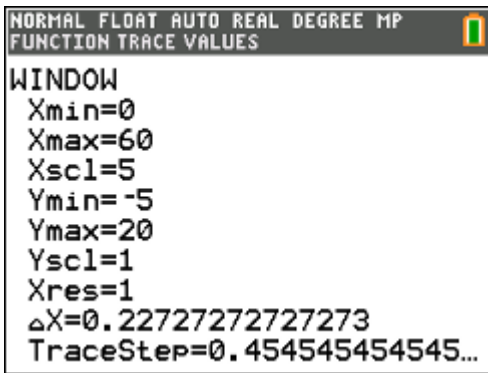 NORMAL FLOAT AUTO REAL DEGREE MP
FUNCTION TRACE VALUES
WINDOW
Xmin=0
Xmax=60
Xscl=5
Ymin=-5
Ymax=20
Yscl=1
Xres=1
△X=0.22727272727273
TraceStep=0.454545454545…